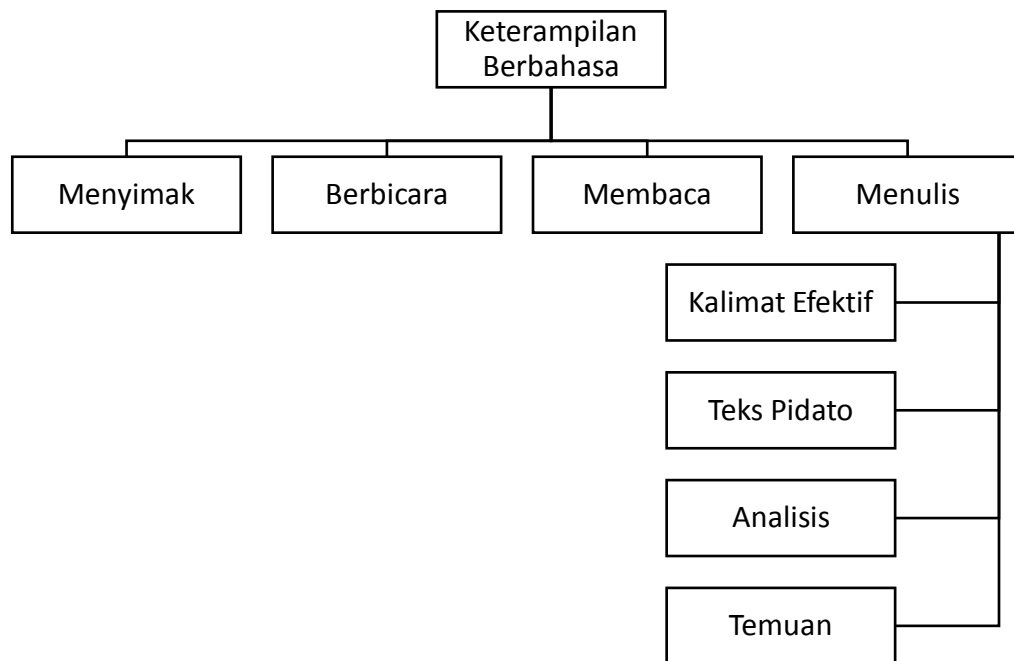 Keterampilan
Berbahasa
Menyimak
Berbicara
Membaca
Menulis
Kalimat Efektif
Teks Pidato
Analisis
Temuan